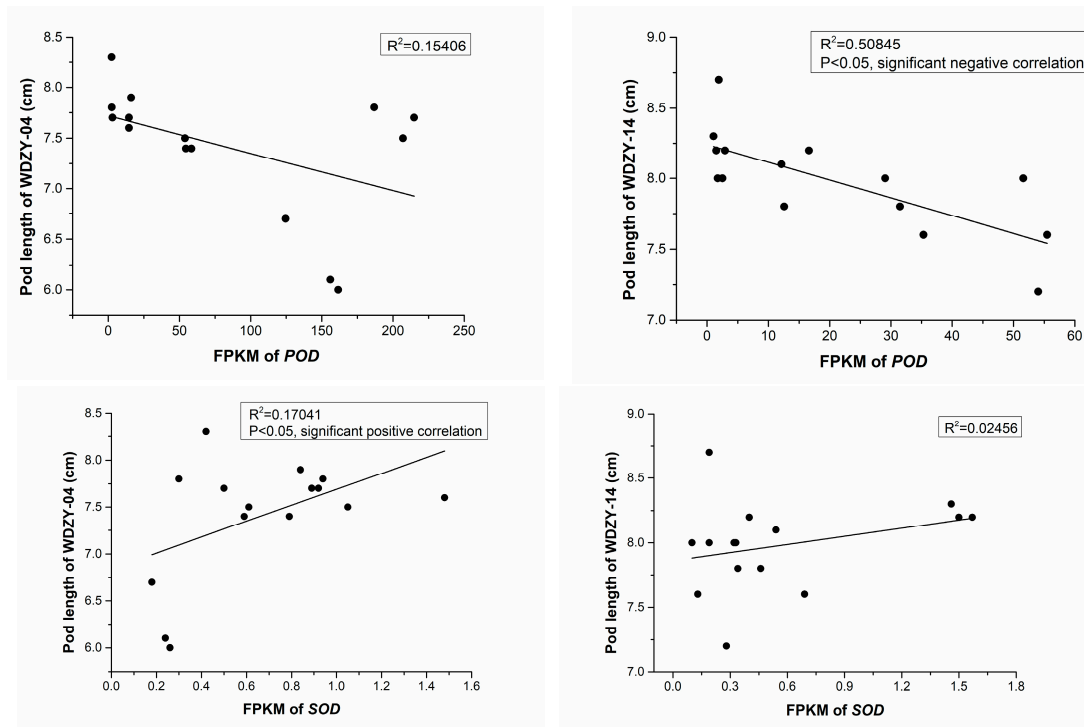 R²=0.15406
Pod length of WDZY-04 (cm)
8.5
8.0
7.5
7.0
6.5
6.0
0 50 100 150 200 250
FPKM of POD
R²=0.50845
P<0.05, significant negative correlation
Pod length of WDZY-14 (cm)
9.0
8.5
8.0
7.5
7.0
0 10 20 30 40 50 60
FPKM of POD
R²=0.17041
P<0.05, significant positive correlation
Pod length of WDZY-04 (cm)
8.5
8.0
7.5
7.0
6.5
6.0
0.0 0.2 0.4 0.6 0.8 1.0 1.2 1.4 1.6
FPKM of SOD
R²=0.02456
Pod length of WDZY-14 (cm)
9.0
8.5
8.0
7.5
7.0
0.0 0.3 0.6 0.9 1.2 1.5 1.8
FPKM of SOD